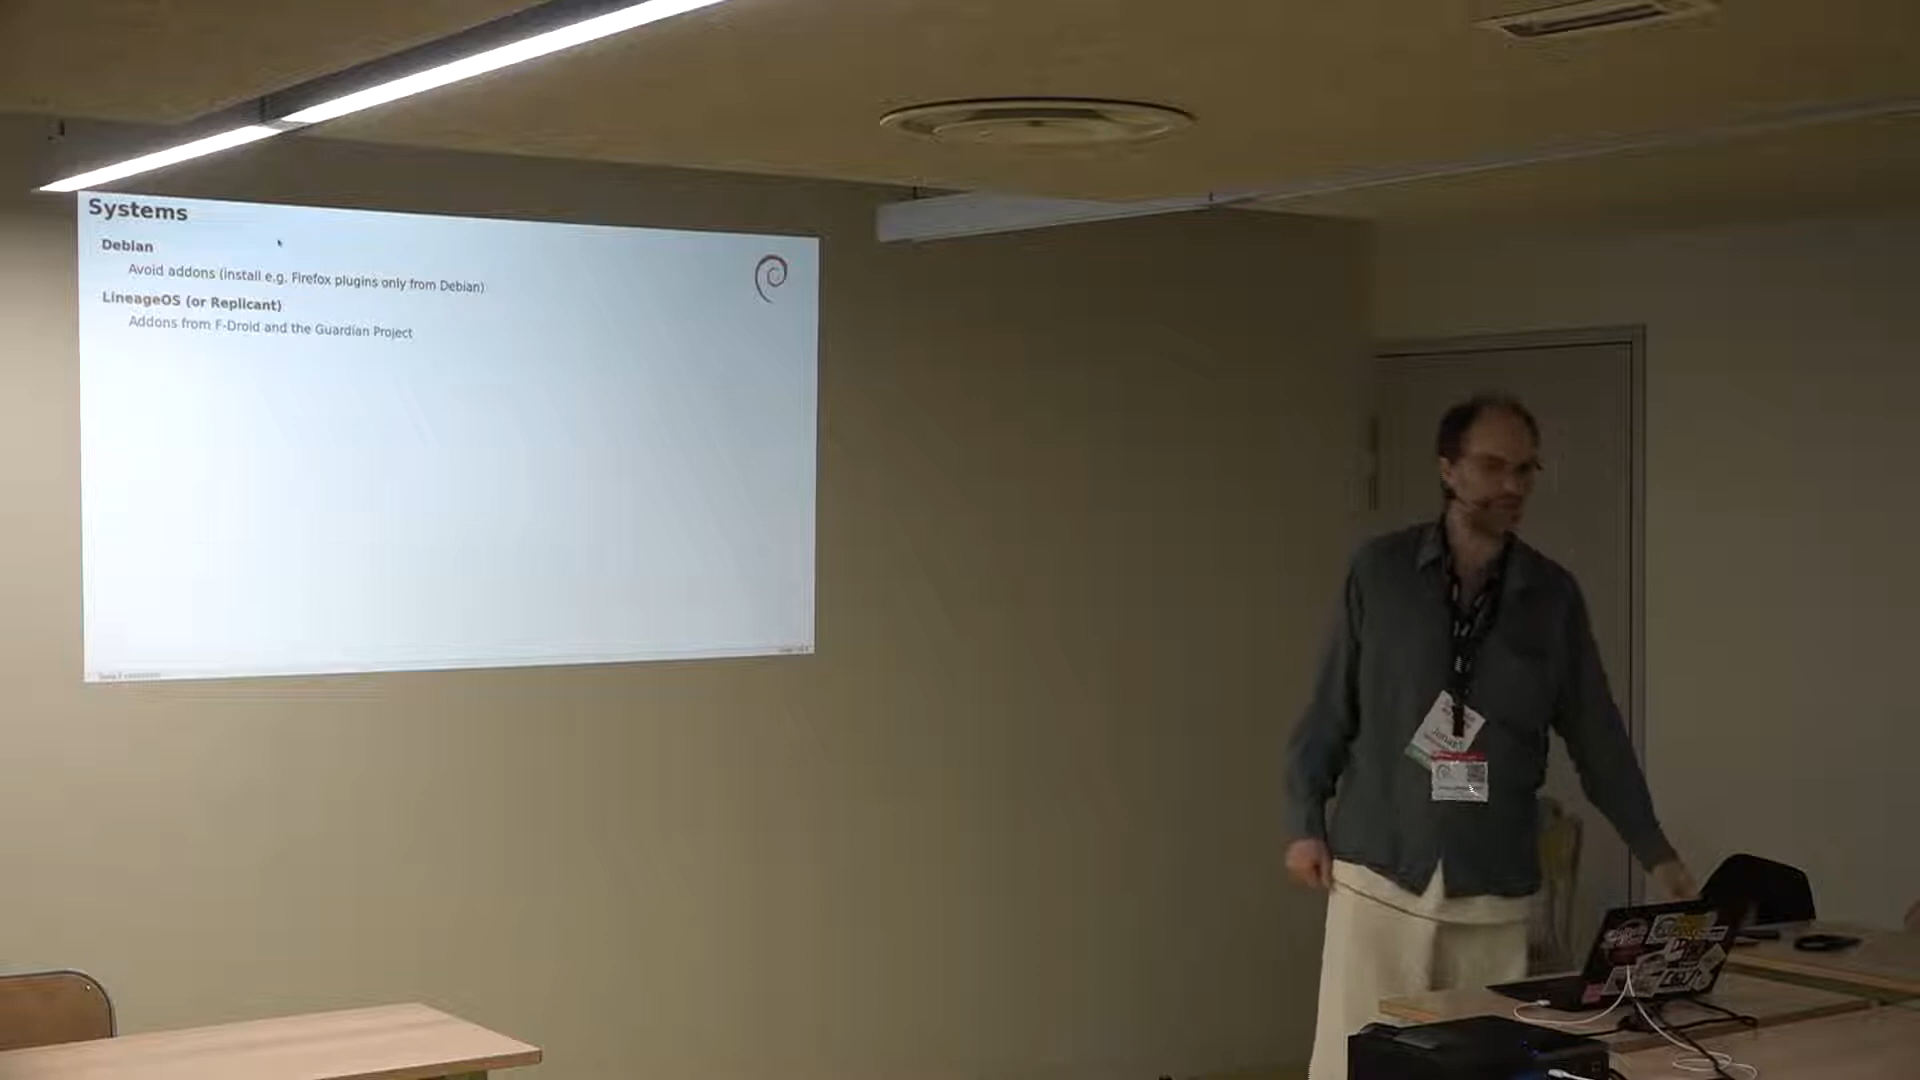 Systems
Debian
Avoid addons (install e.g. Firefox plugins only from Debian)
LineageOS (or Replicant)
Addons from F-Droid and the Guardian Project
Jonas